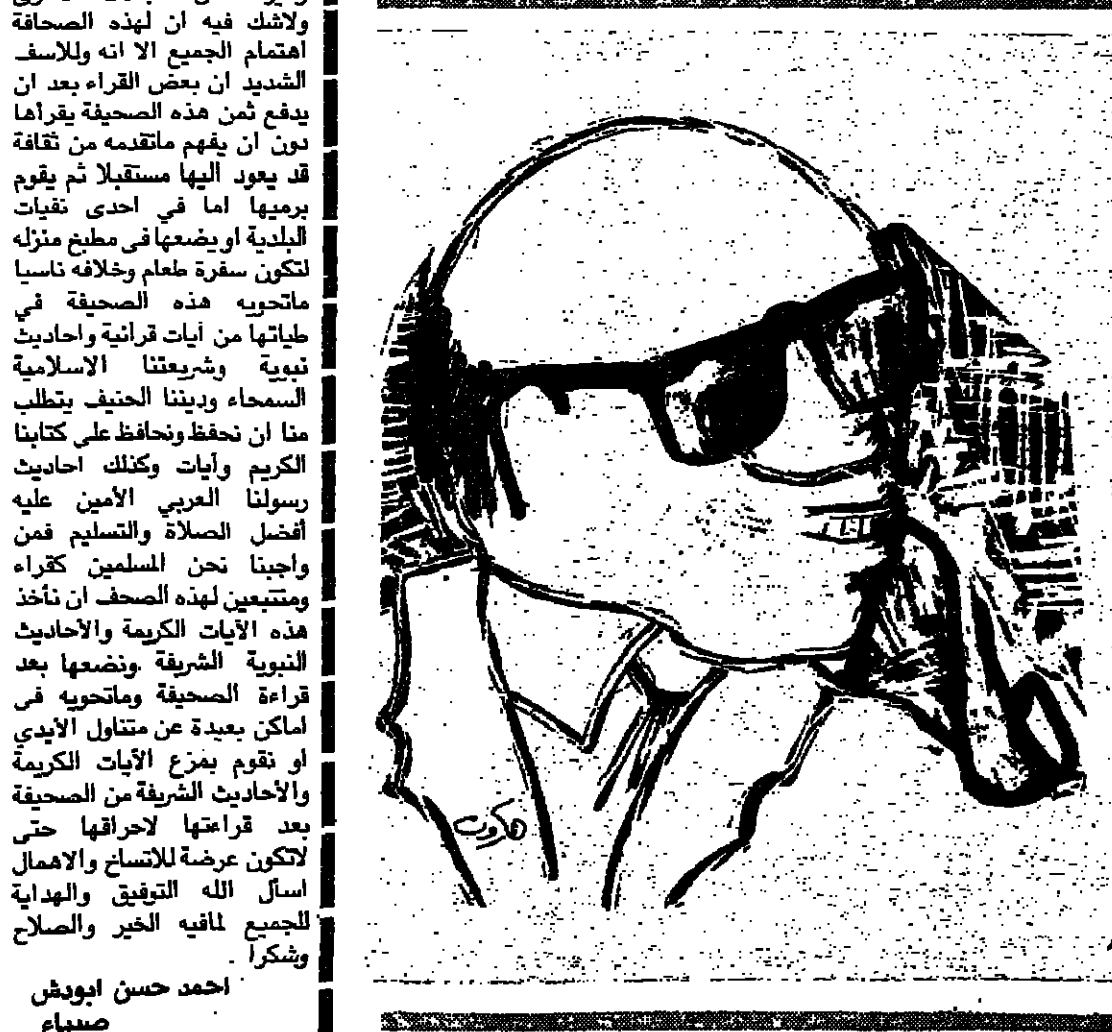 ولاشك فيه ان لهذه الصحافة
اهتمام الجميع الا انه وللاسف
الشديد ان بعض القراء بعد ان
يدفع ثمن هذه الصحيفة يقرأها
دون ان يفهم ماتقدمه من ثقافة
قد يعود اليها مستقبلا ثم يقوم
برميها اما في احدى نفيات
البلدية او يضعها في مطبخ منزله
لتكون سفرة طعام وخلافه ناسيا
ماتحويه هذه الصحيفة في
طياتها من آيات قرآنية واحاديث
نبوية وشريعتنا الاسلامية
السمحاء وديننا الحنيف يتطلب
منا ان نحفظ ونحافظ على كتابنا
الكريم وآيات وكذلك احاديث
رسولنا العربي الأمين عليه
أفضل الصلاة والتسليم فمن
واجبنا نحن المسلمين كقراء
ومتتبعين لهذه الصحف ان نأخذ
هذه الآيات الكريمة والأحاديث
النبوية الشريفة ونضعها بعد
قراءة الصحيفة وماتحويه في
اماكن بعيدة عن متناول الأيدي
او نقوم بمزع الآيات الكريمة
والأحاديث الشريفة من الصحيفة
بعد قراءتها لاحراقها حتى
لاتكون عرضة للاتساخ والاهمال
اسأل الله التوفيق والهداية
للجميع لمافيه الخير والصلاح
وشكرا .
احمد حسن ابودش
صبياء